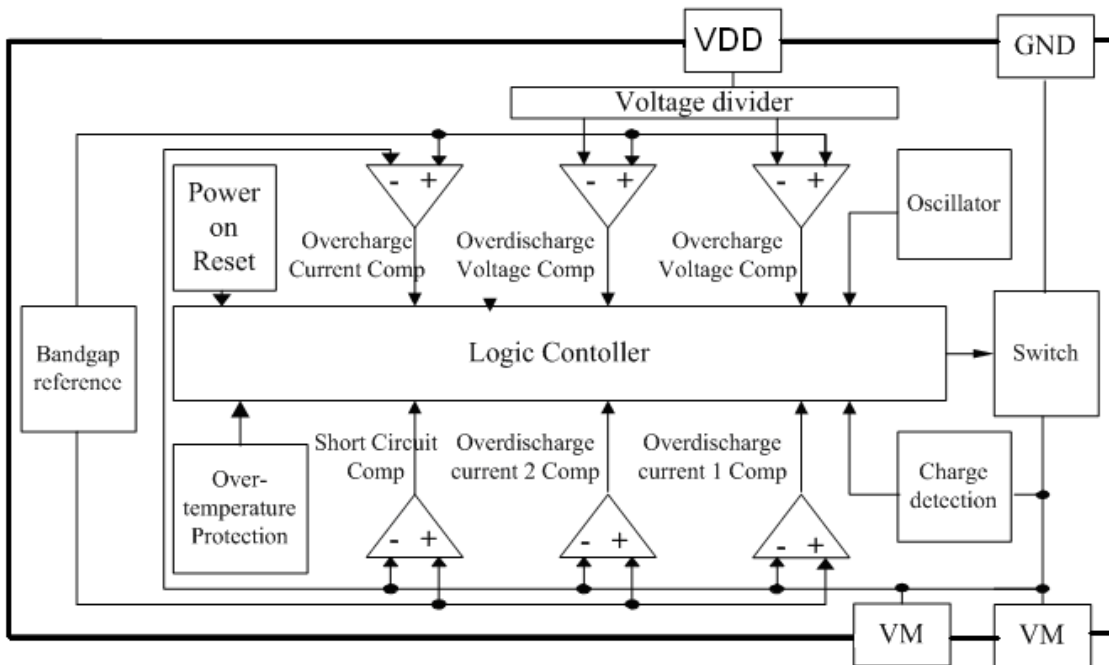 VDD
GND
Voltage divider
- +
- +
- +
Power
on
Reset
Oscillator
Overcharge
Current Comp
Overdischarge
Voltage Comp
Overcharge
Voltage Comp
Bandgap
reference
Logic Contoller
Switch
Short Circuit
Comp
Overdischarge
current 2 Comp
Overdischarge
current 1 Comp
Over-
temperature
Protection
Charge
detection
- +
- +
- +
VM
VM